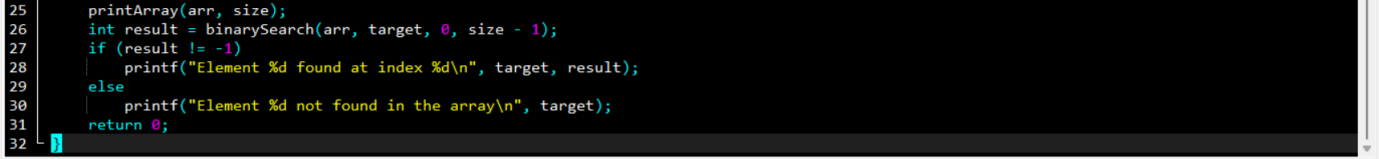 25 printArray(arr, size);
26 int result = binarySearch(arr, target, 0, size - 1);
27 if (result != -1)
28 printf("Element %d found at index %d\n", target, result);
29 else
30 printf("Element %d not found in the array\n", target);
31 return 0;
32 }